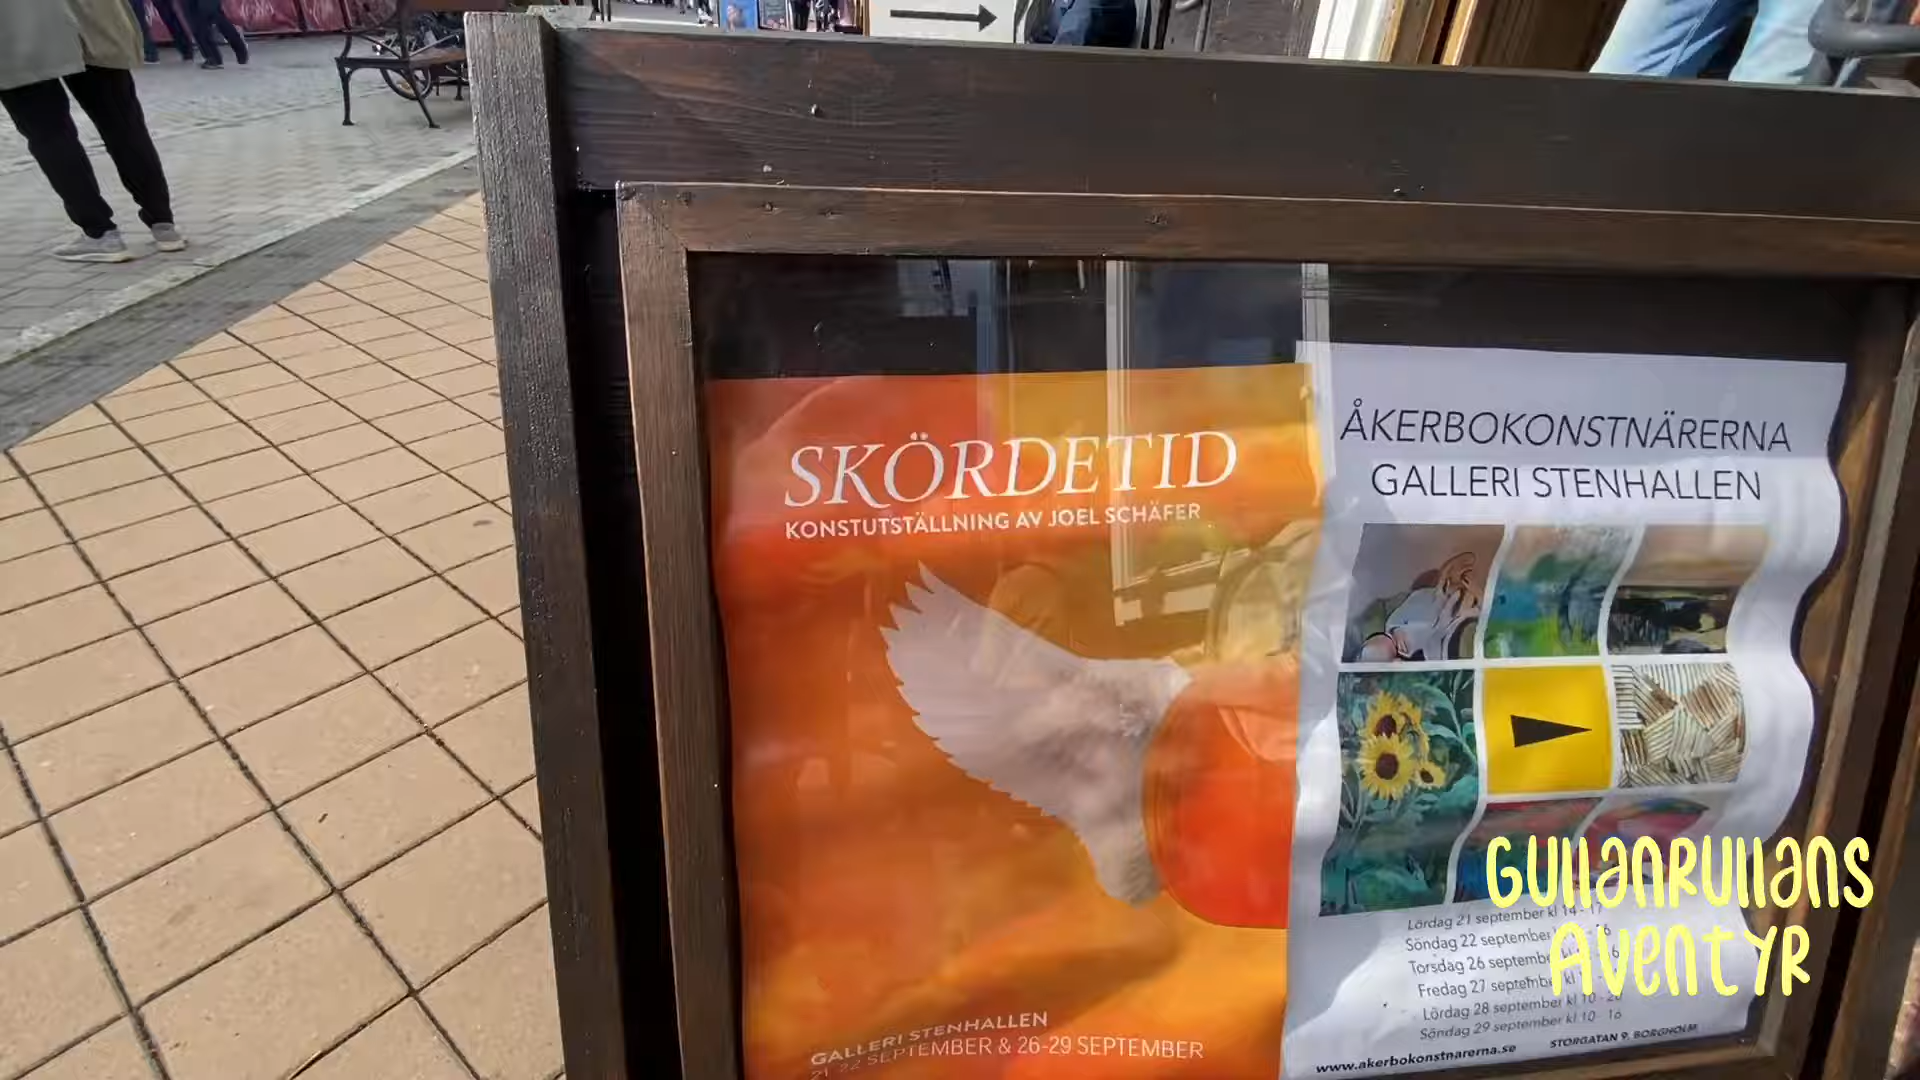 SKÖRDETID
KONSTUTSTÄLLNING AV JOEL SCHÄFER
GALLERI STENHALLEN
21-22 SEPTEMBER & 26-29 SEPTEMBER
ÅKERBOKONSTNÄRERNA
GALLERI STENHALLEN
Lördag 21 september kl 14 - 17
Söndag 22 september
Torsdag 26 september
Fredag 27 september kl
Lördag 28 september kl 10 - 20
Söndag 29 september kl 10 - 16
www.akerbokonstnarerna.se
STORGATAN 9, BORGHOLM
GUllanRUllans
AventyR